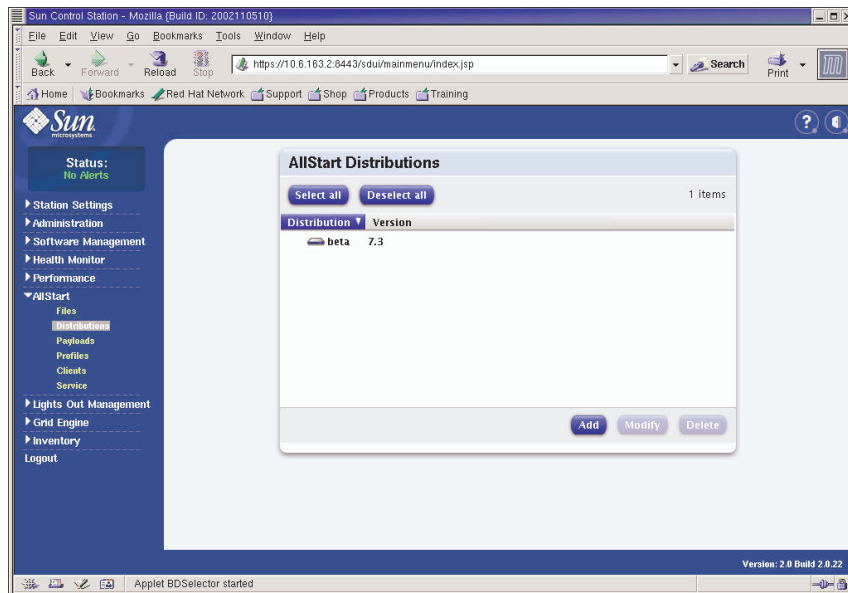 Sun Control Station - Mozilla {Build ID: 2002110510}
File Edit View Go Bookmarks Tools Window Help
Back Forward Reload Stop https://10.6.163.2:8443/sdui/mainmenu/index.jsp Search Print
Home Bookmarks Red Hat Network Support Shop Products Training
Sun
microsystems
?
Status:
No Alerts
Station Settings
Administration
Software Management
Health Monitor
Performance
AllStart
Files
Distributions
Payloads
Profiles
Clients
Service
Lights Out Management
Grid Engine
Inventory
Logout
AllStart Distributions
Select all Deselect all 1 items
Distribution Version
beta 7.3
Add Modify Delete
Version: 2.0 Build 2.0.22
Applet BDSelector started